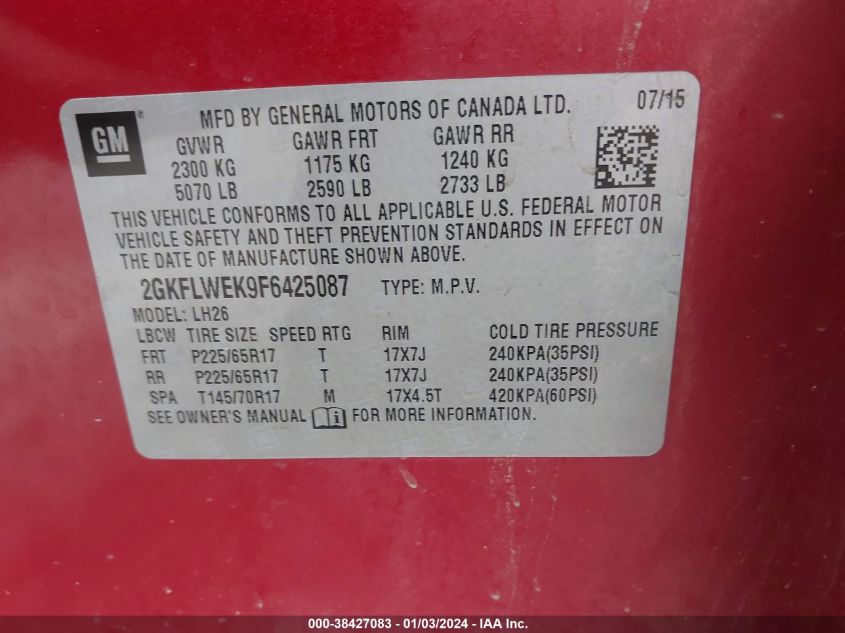 GM ®
MFD BY GENERAL MOTORS OF CANADA LTD. 07/15
GVWR GAWR FRT GAWR RR
2300 KG 1175 KG 1240 KG
5070 LB 2590 LB 2733 LB
THIS VEHICLE CONFORMS TO ALL APPLICABLE U.S. FEDERAL MOTOR
VEHICLE SAFETY AND THEFT PREVENTION STANDARDS IN EFFECT ON
THE DATE OF MANUFACTURE SHOWN ABOVE.
2GKFLWEK9F6425087 TYPE: M.P.V.
MODEL: LH26
LBCW TIRE SIZE SPEED RTG RIM COLD TIRE PRESSURE
FRT P225/65R17 T 17X7J 240KPA(35PSI)
RR P225/65R17 T 17X7J 240KPA(35PSI)
SPA T145/70R17 M 17X4.5T 420KPA(60PSI)
SEE OWNER'S MANUAL FOR MORE INFORMATION.
000-38427083 - 01/03/2024 - IAA Inc.